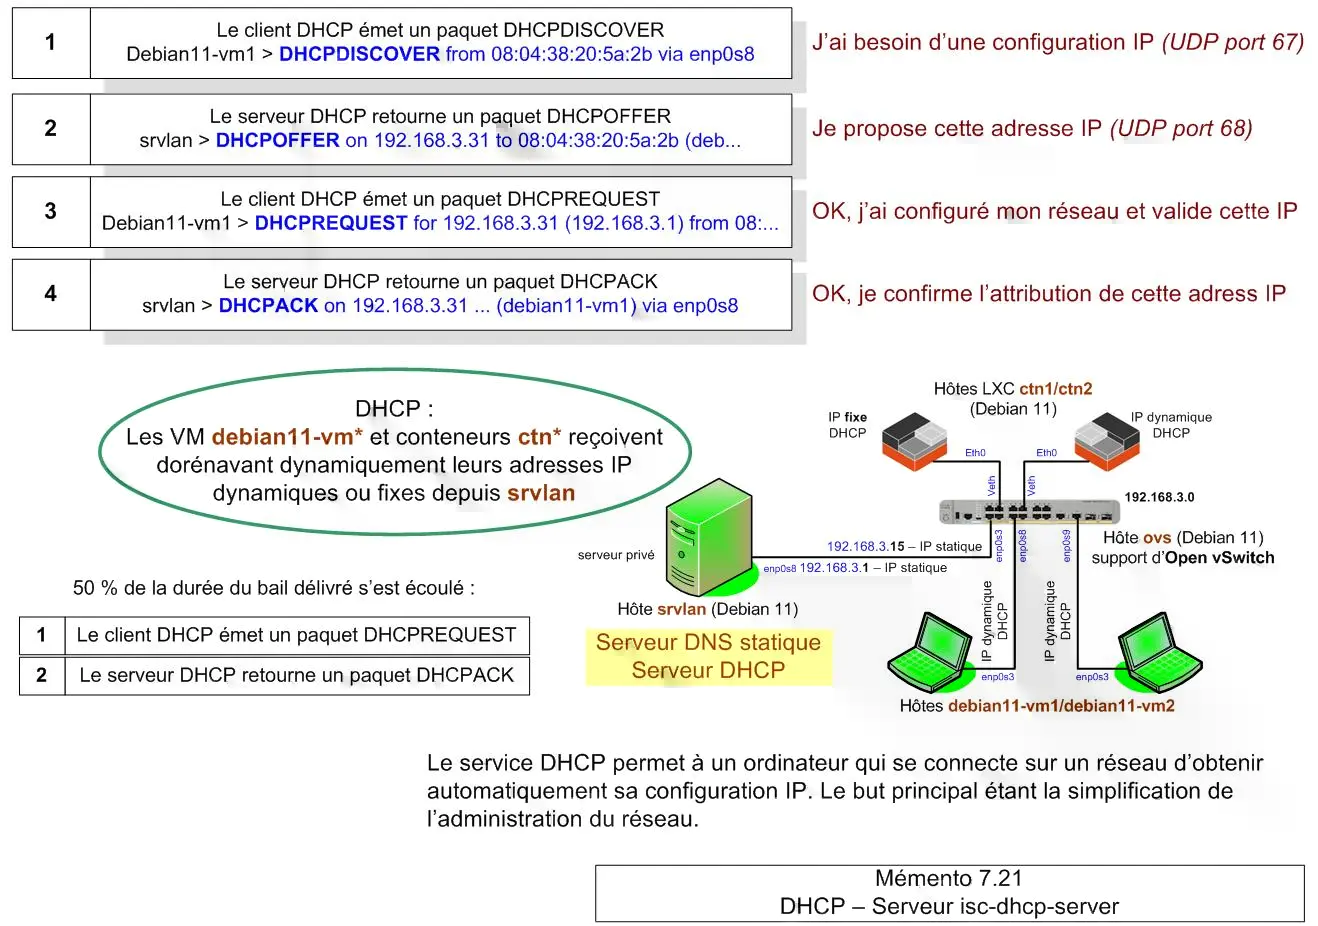 1
Le client DHCP émet un paquet DHCPDISCOVER
Debian11-vm1 > DHCPDISCOVER from 08:04:38:20:5a:2b via enp0s8
J'ai besoin d'une configuration IP (UDP port 67)
2
Le serveur DHCP retourne un paquet DHCPOFFER
srvlan > DHCPOFFER on 192.168.3.31 to 08:04:38:20:5a:2b (deb...
Je propose cette adresse IP (UDP port 68)
3
Le client DHCP émet un paquet DHCPREQUEST
Debian11-vm1 > DHCPREQUEST for 192.168.3.31 (192.168.3.1) from 08:...
OK, j'ai configuré mon réseau et valide cette IP
4
Le serveur DHCP retourne un paquet DHCPACK
srvlan > DHCPACK on 192.168.3.31 ... (debian11-vm1) via enp0s8
OK, je confirme l'attribution de cette adress IP
DHCP :
Les VM debian11-vm* et conteneurs ctn* reçoivent
dorénavant dynamiquement leurs adresses IP
dynamiques ou fixes depuis srvlan
50 % de la durée du bail délivré s'est écoulé :
1
Le client DHCP émet un paquet DHCPREQUEST
2
Le serveur DHCP retourne un paquet DHCPACK
Hôtes LXC ctn1/ctn2
(Debian 11)
IP fixe
DHCP
IP dynamique
DHCP
Eth0
Eth0
Veth
Veth
192.168.3.0
Hôte ovs (Debian 11)
support d'Open vSwitch
enp0s3
enp0s8
enp0s9
192.168.3.15 – IP statique
enp0s8 192.168.3.1 – IP statique
serveur privé
Hôte srvlan (Debian 11)
Serveur DNS statique
Serveur DHCP
IP dynamique
DHCP
IP dynamique
DHCP
enp0s3
enp0s3
Hôtes debian11-vm1/debian11-vm2
Le service DHCP permet à un ordinateur qui se connecte sur un réseau d'obtenir
automatiquement sa configuration IP. Le but principal étant la simplification de
l'administration du réseau.
Mémento 7.21
DHCP – Serveur isc-dhcp-server